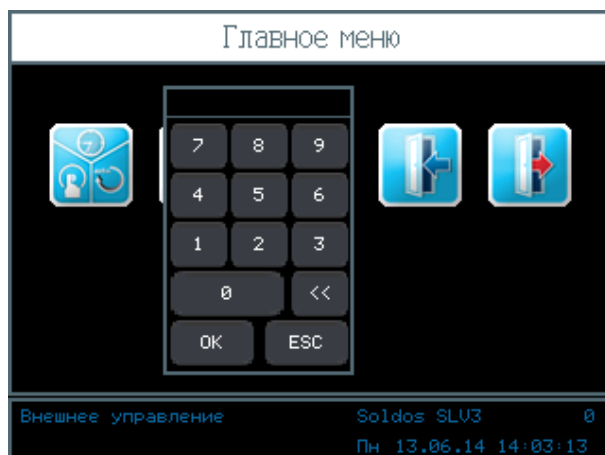 Главное меню
7 8 9
4 5 6
1 2 3
0 <<
OK ESC
Внешнее управление Soldos SLV3 0
Пн 13.06.14 14:03:13